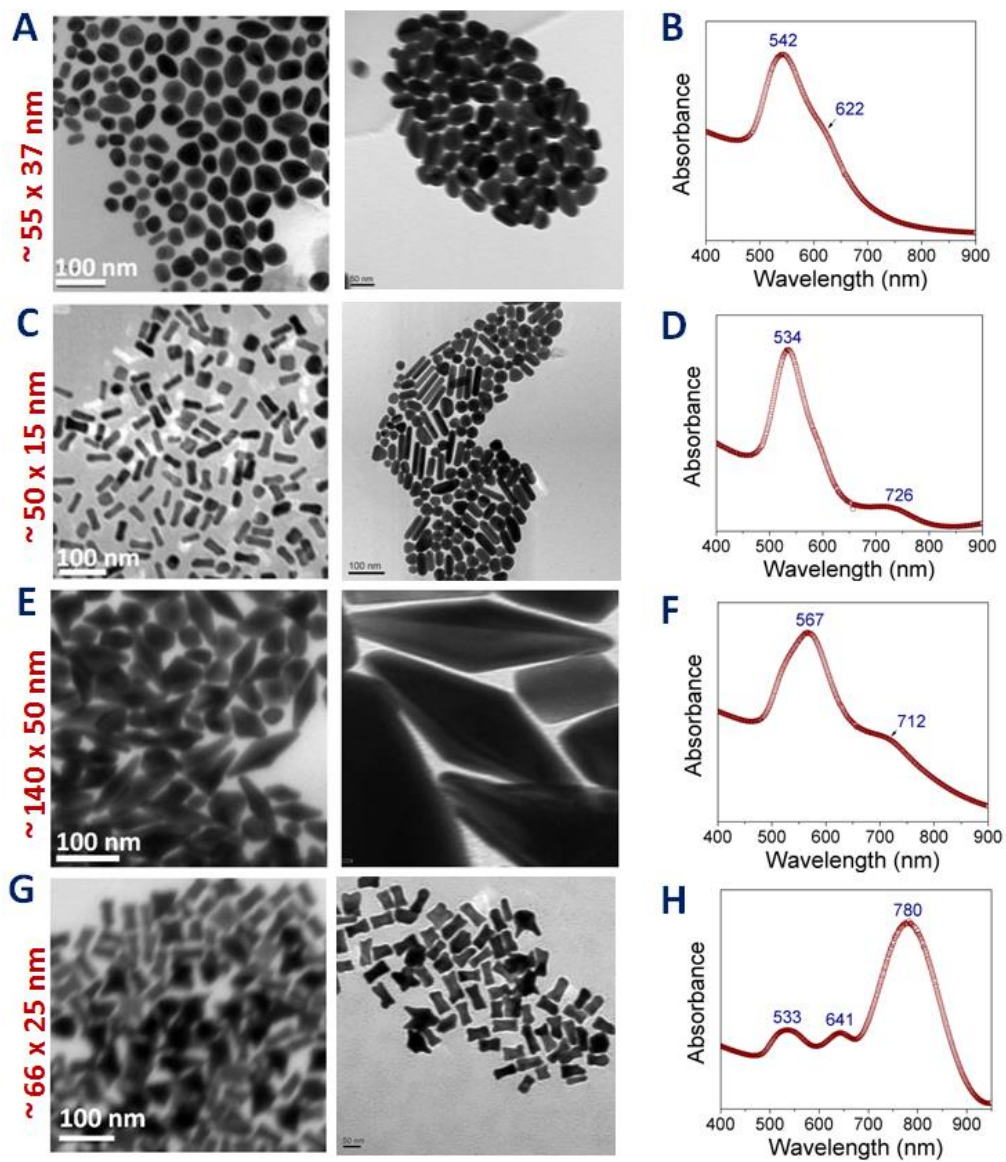 A
~ 55 x 37 nm
100 nm
50 nm
B
542
622
Absorbance
400 500 600 700 800 900
Wavelength (nm)
C
~ 50 x 15 nm
100 nm
100 nm
D
534
726
Absorbance
400 500 600 700 800 900
Wavelength (nm)
E
~140 x 50 nm
100 nm
F
567
712
Absorbance
400 500 600 700 800 900
Wavelength (nm)
G
~ 66 x 25 nm
100 nm
50 nm
H
780
533
641
Absorbance
400 500 600 700 800 900
Wavelength (nm)